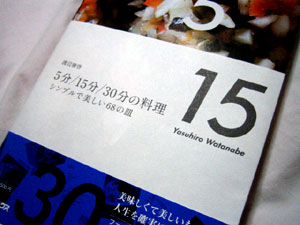 5
渡辺康啓
5分/15分/30分の料理
シンプルで美しい68の皿
15
Yasuhiro Watanabe
30
美味しくて美しいた
人生を確実に